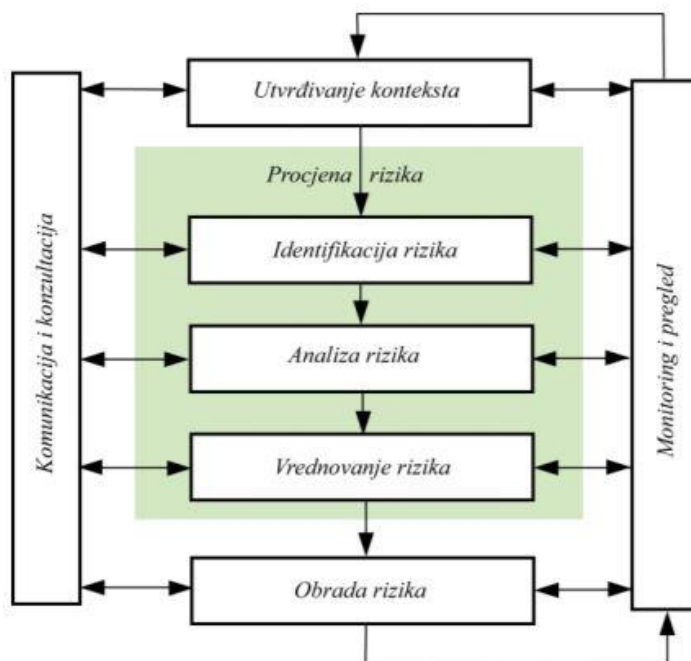 Utvrđivanje konteksta
Procjena rizika
Identifikacija rizika
Analiza rizika
Vrednovanje rizika
Obrada rizika
Komunikacija i konzultacija
Monitoring i pregled